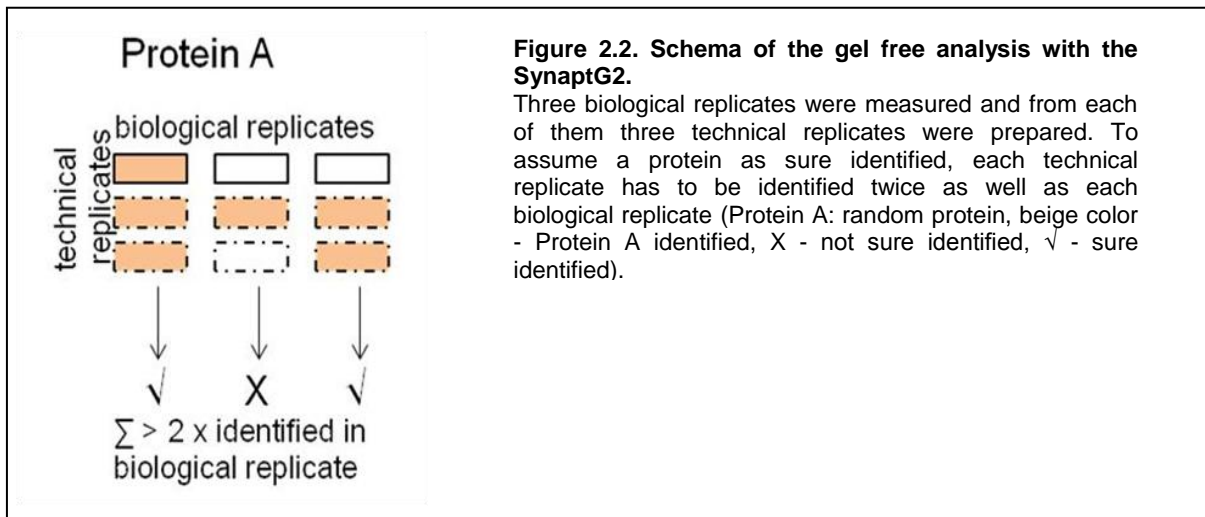 Protein A
biological replicates
technical
replicates
√ X √
∑ > 2 x identified in
biological replicate
Figure 2.2. Schema of the gel free analysis with the
SynaptG2.
Three biological replicates were measured and from each
of them three technical replicates were prepared. To
assume a protein as sure identified, each technical
replicate has to be identified twice as well as each
biological replicate (Protein A: random protein, beige color
- Protein A identified, X - not sure identified, √ - sure
identified).